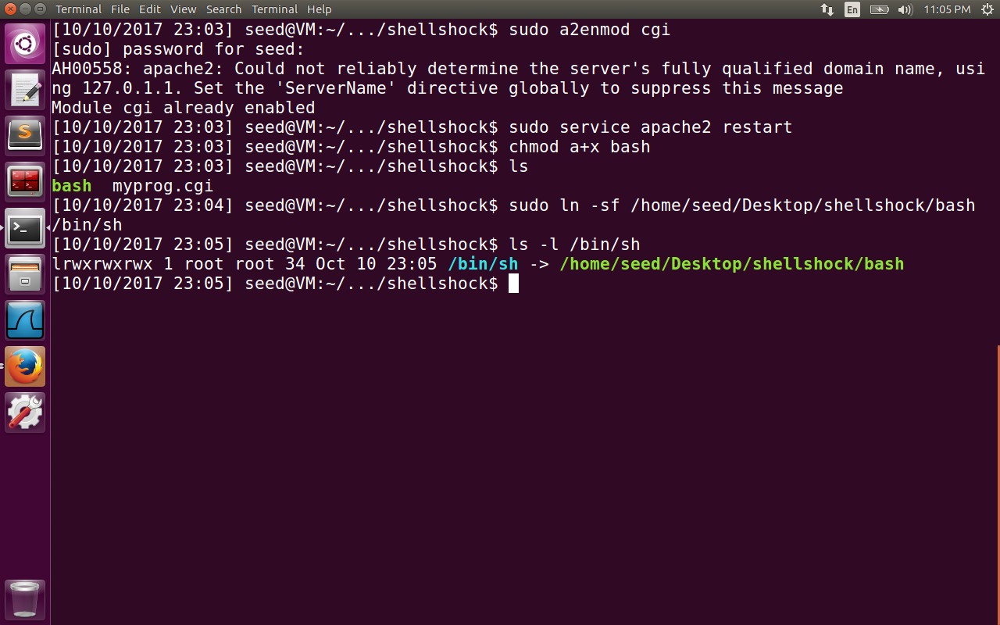 Terminal File Edit View Search Terminal Help En 11:05 PM
[10/10/2017 23:03] seed@VM:~/.../shellshock$ sudo a2enmod cgi
[sudo] password for seed:
AH00558: apache2: Could not reliably determine the server's fully qualified domain name, usi
ng 127.0.1.1. Set the 'ServerName' directive globally to suppress this message
Module cgi already enabled
[10/10/2017 23:03] seed@VM:~/.../shellshock$ sudo service apache2 restart
[10/10/2017 23:03] seed@VM:~/.../shellshock$ chmod a+x bash
[10/10/2017 23:03] seed@VM:~/.../shellshock$ ls
bash  myprog.cgi
[10/10/2017 23:04] seed@VM:~/.../shellshock$ sudo ln -sf /home/seed/Desktop/shellshock/bash
/bin/sh
[10/10/2017 23:05] seed@VM:~/.../shellshock$ ls -l /bin/sh
lrwxrwxrwx 1 root root 34 Oct 10 23:05 /bin/sh -> /home/seed/Desktop/shellshock/bash
[10/10/2017 23:05] seed@VM:~/.../shellshock$